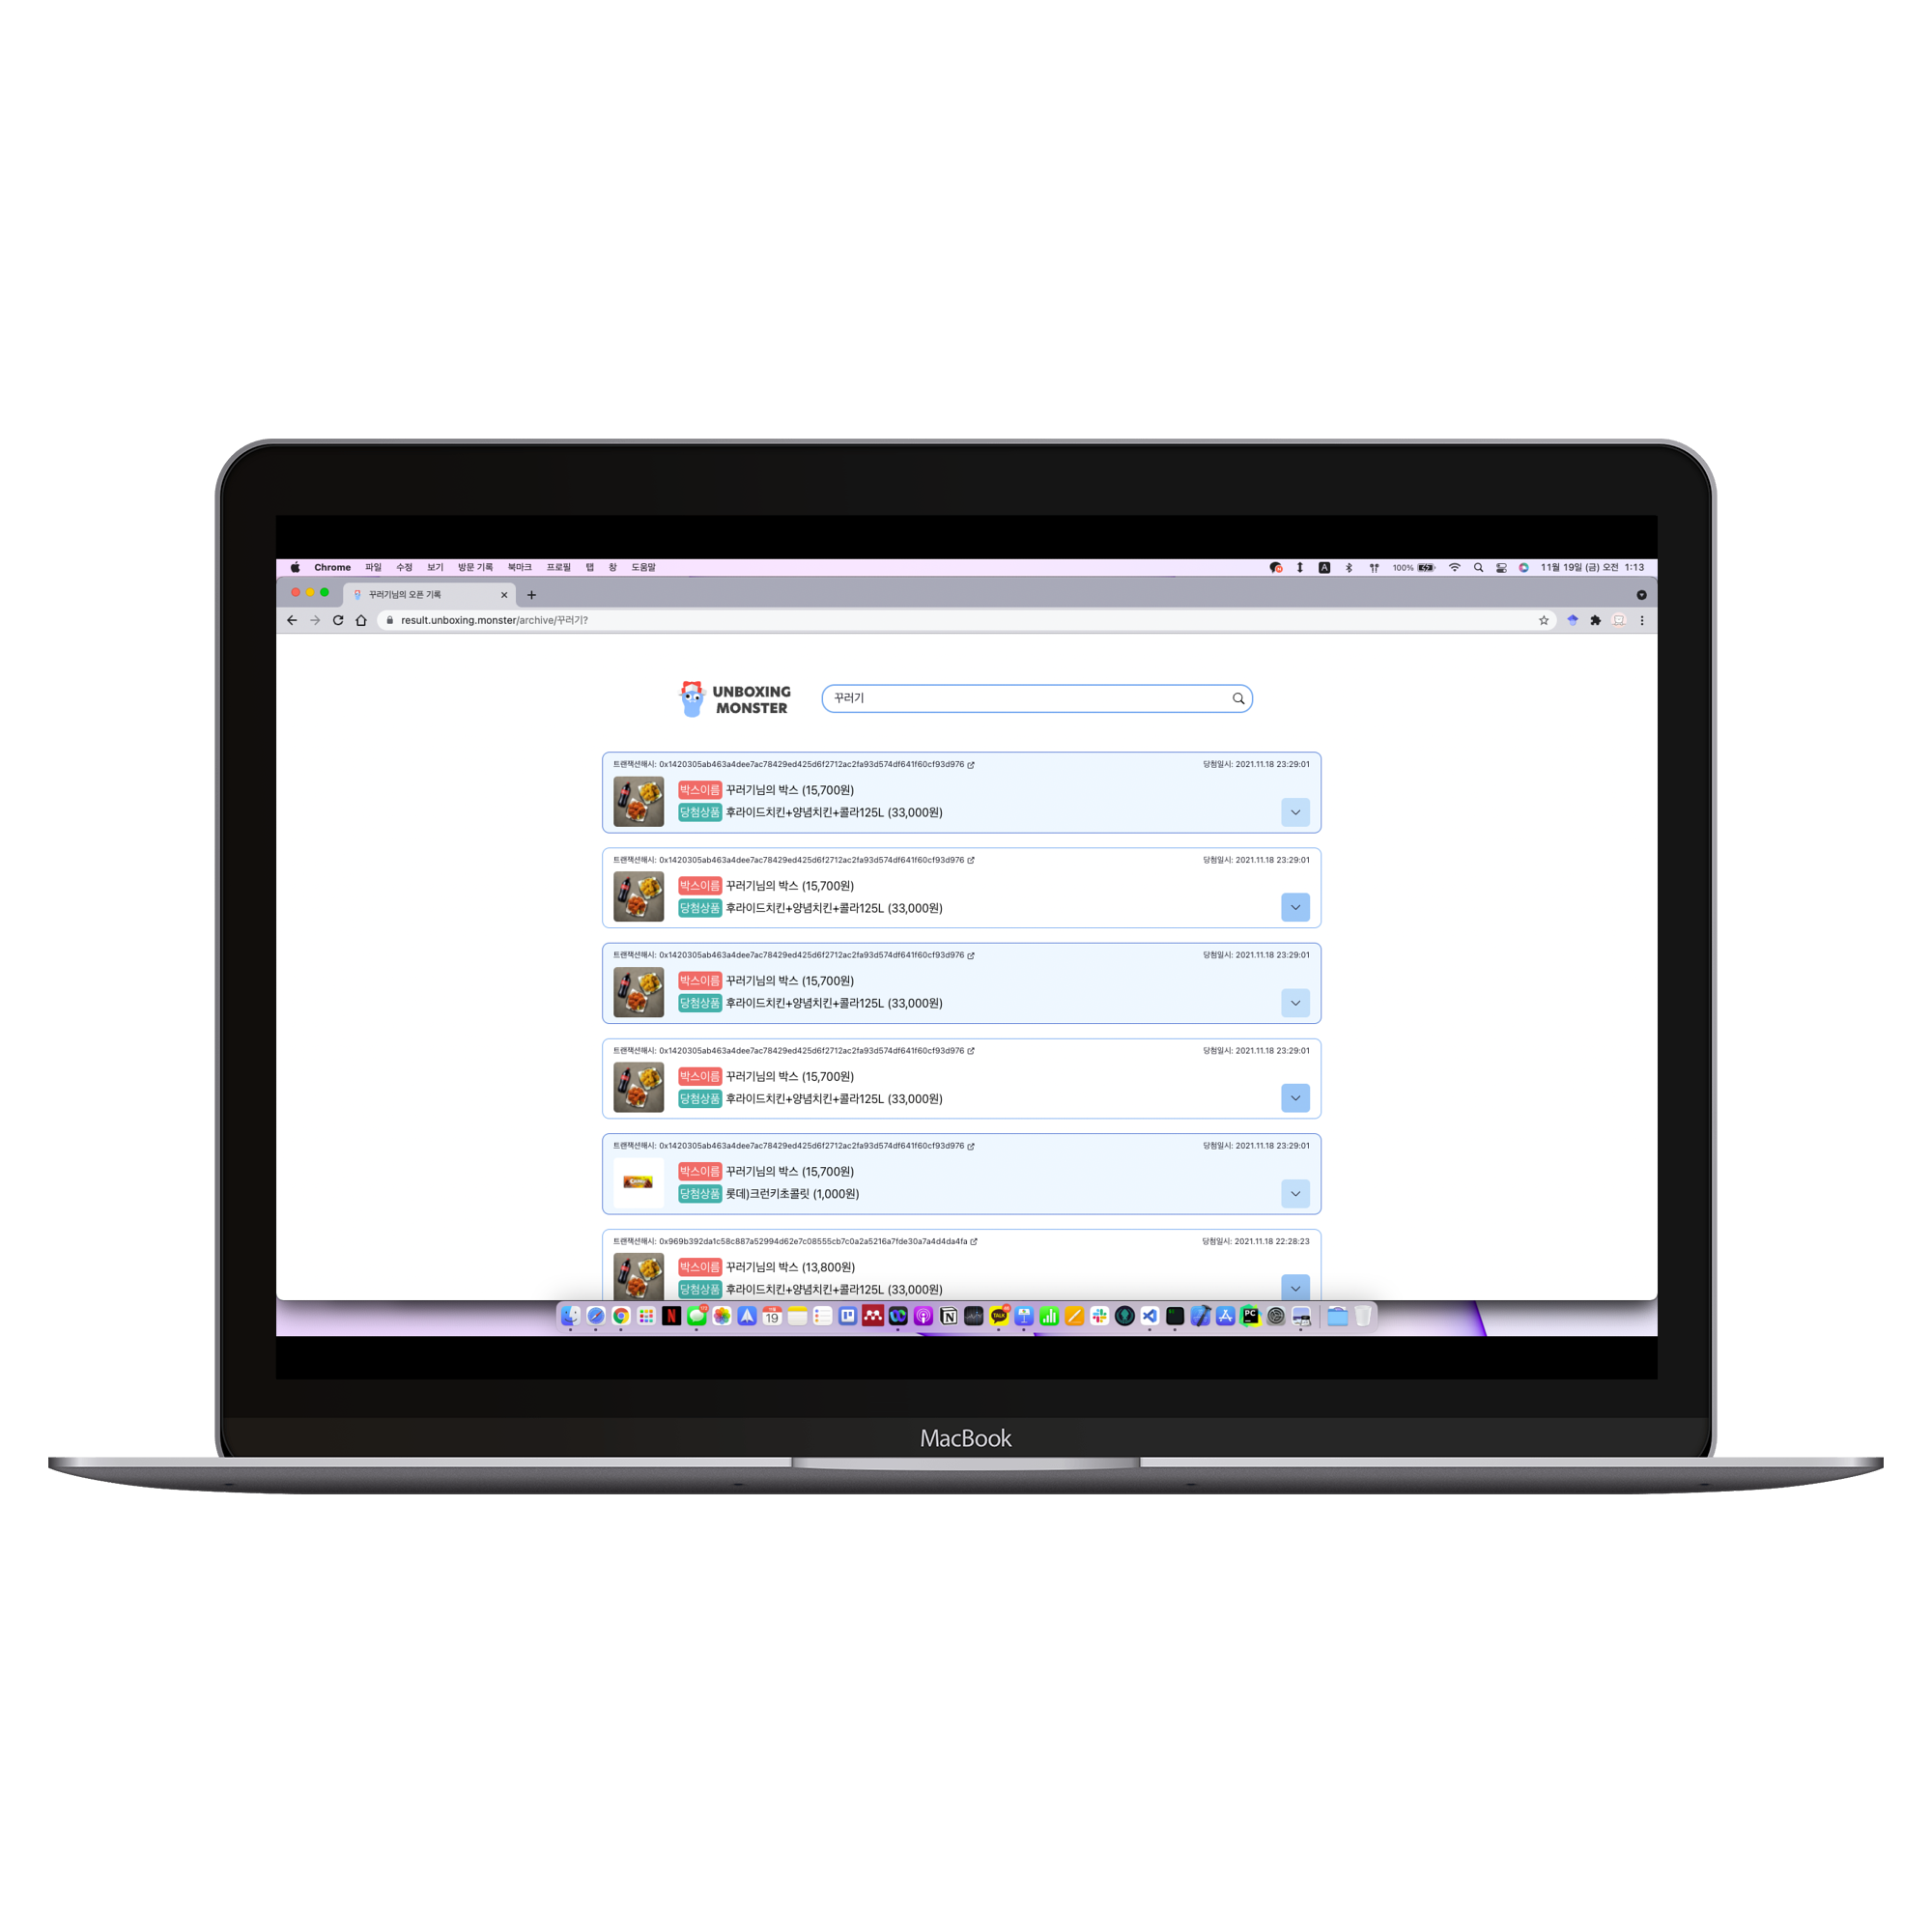 Chrome 파일 수정 보기 방문 기록 북마크 프로필 탭 창 도움말 A 100% 11월 19일 (금) 오전 1:13
꾸러기님의 오픈 기록
result.unboxing.monster/archive/꾸러기?
UNBOXING
MONSTER
꾸러기
트랜잭션해시: 0x1420305ab463a4dee7ac78429ed425d6f2712ac2fa93d574df641f60cf93d976 당첨일시: 2021.11.18 23:29:01
박스이름 꾸러기님의 박스 (15,700원)
당첨상품 후라이드치킨+양념치킨+콜라125L (33,000원)
트랜잭션해시: 0x1420305ab463a4dee7ac78429ed425d6f2712ac2fa93d574df641f60cf93d976 당첨일시: 2021.11.18 23:29:01
박스이름 꾸러기님의 박스 (15,700원)
당첨상품 후라이드치킨+양념치킨+콜라125L (33,000원)
트랜잭션해시: 0x1420305ab463a4dee7ac78429ed425d6f2712ac2fa93d574df641f60cf93d976 당첨일시: 2021.11.18 23:29:01
박스이름 꾸러기님의 박스 (15,700원)
당첨상품 후라이드치킨+양념치킨+콜라125L (33,000원)
트랜잭션해시: 0x1420305ab463a4dee7ac78429ed425d6f2712ac2fa93d574df641f60cf93d976 당첨일시: 2021.11.18 23:29:01
박스이름 꾸러기님의 박스 (15,700원)
당첨상품 후라이드치킨+양념치킨+콜라125L (33,000원)
트랜잭션해시: 0x1420305ab463a4dee7ac78429ed425d6f2712ac2fa93d574df641f60cf93d976 당첨일시: 2021.11.18 23:29:01
박스이름 꾸러기님의 박스 (15,700원)
당첨상품 롯데)크런키초콜릿 (1,000원)
트랜잭션해시: 0x969b392da1c58c887a52994d62e7c08555cb7c0a2a5216a7fde30a7a4d4da4fa 당첨일시: 2021.11.18 22:28:23
박스이름 꾸러기님의 박스 (13,800원)
당첨상품 후라이드치킨+양념치킨+콜라125L (33,000원)
19 TALK PC
MacBook